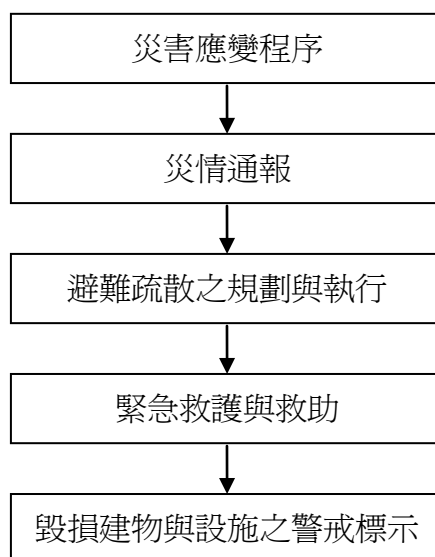 災害應變程序
災情通報
避難疏散之規劃與執行
緊急救護與救助
毀損建物與設施之警戒標示